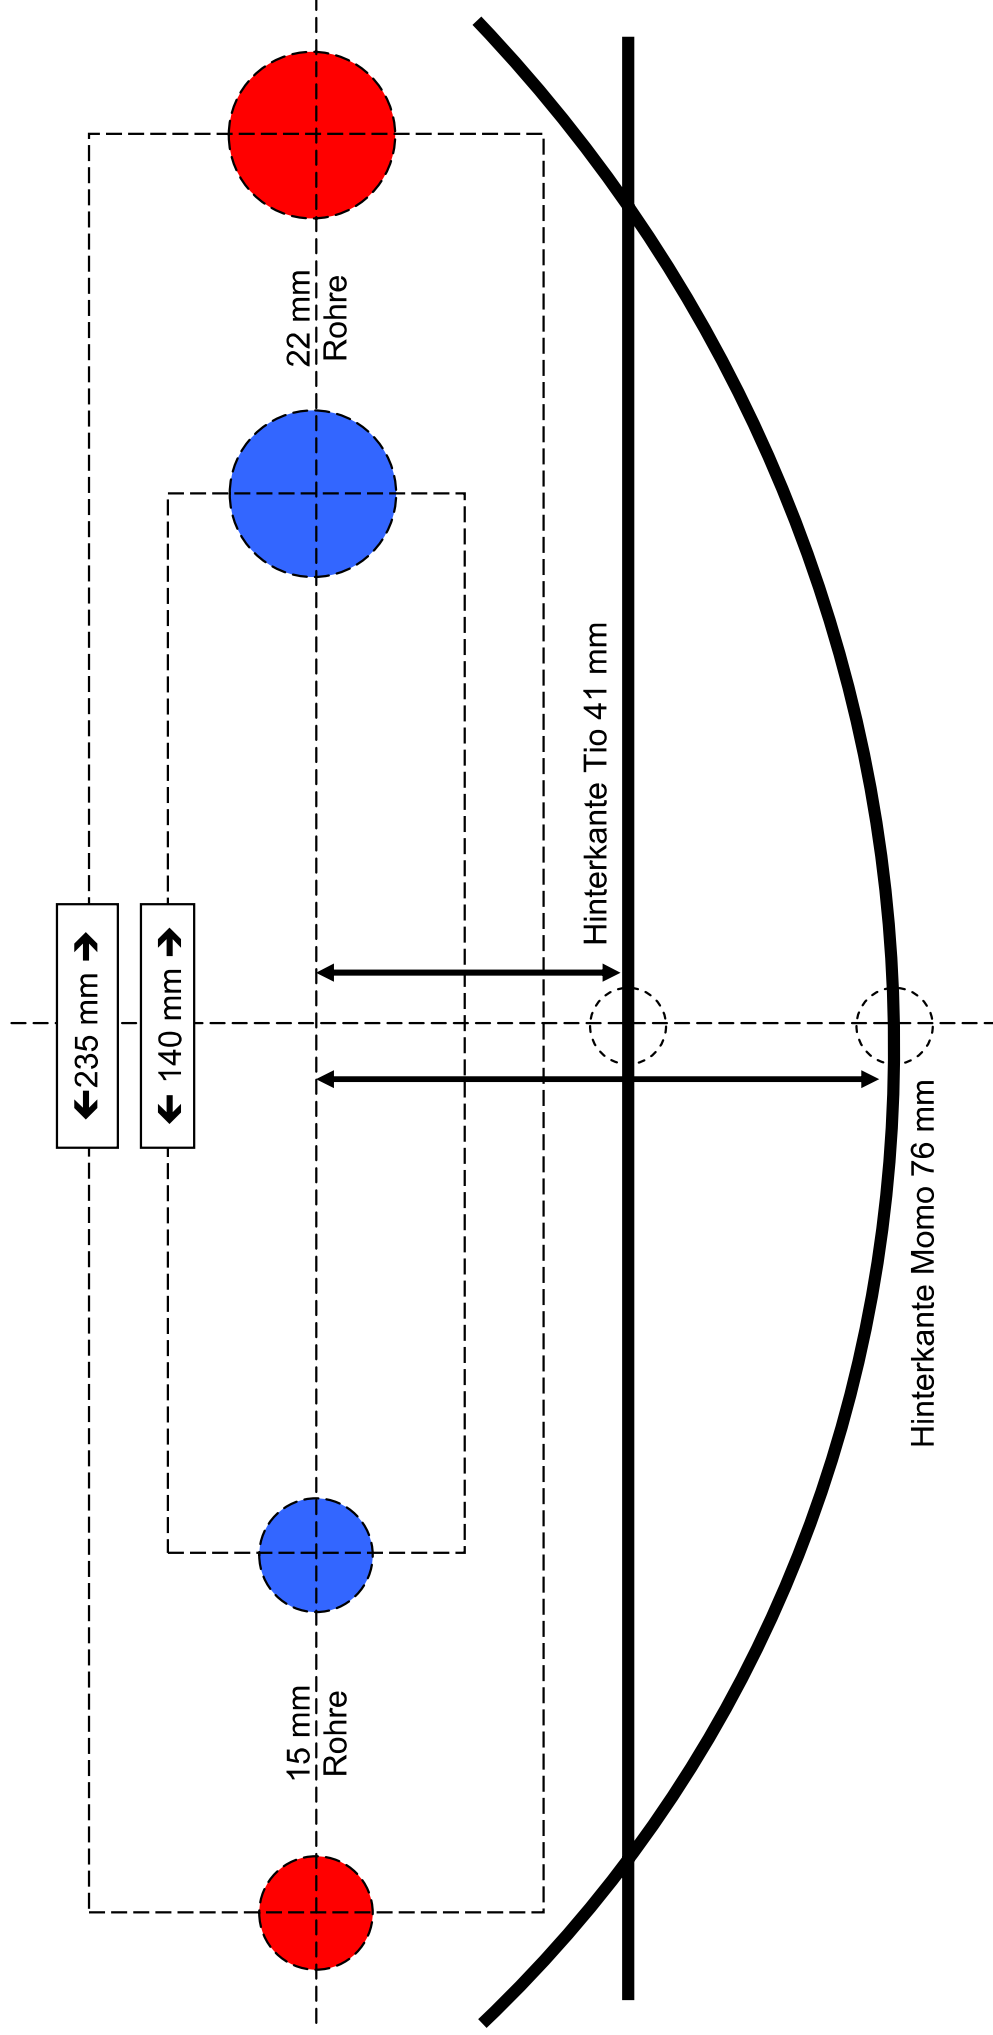 🡨235 mm🡪
🡨 140 mm 🡪
15 mm
Rohre
22 mm
Rohre
Hinterkante Tio 41 mm
Hinterkante Momo 76 mm